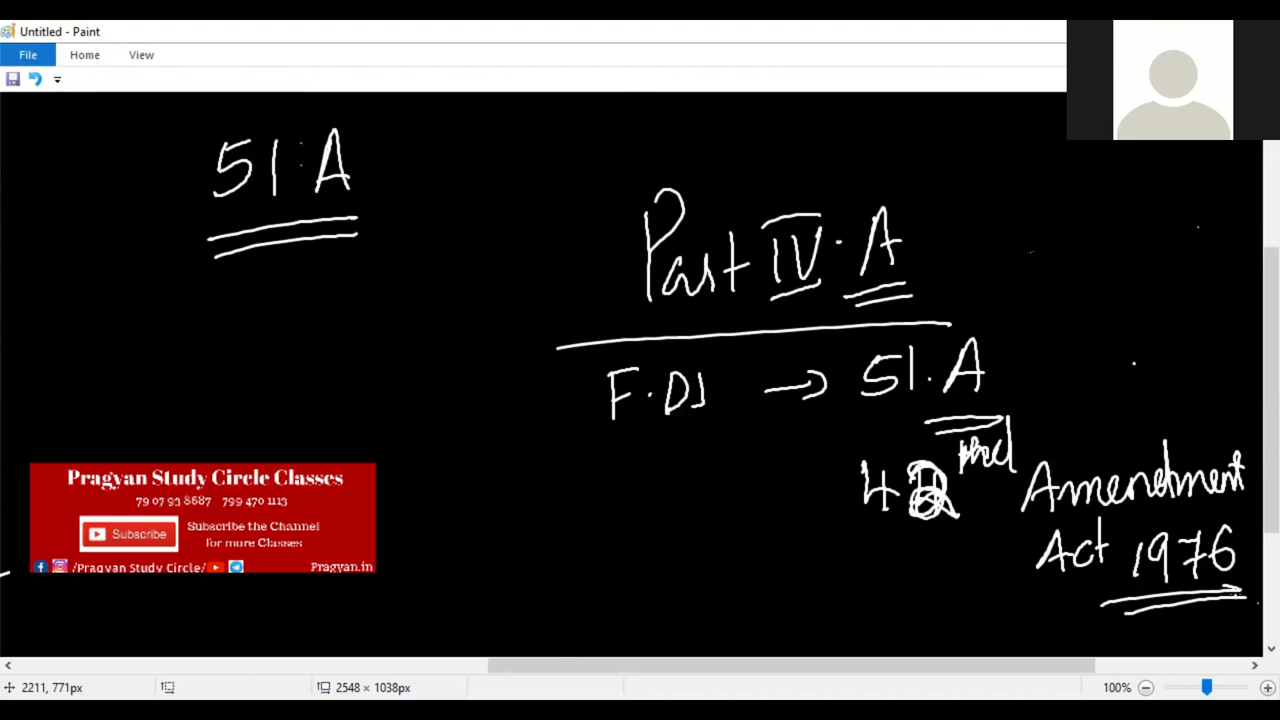 Untitled - Paint
File Home View
51.A
Part IV.A
F.Ds → 51.A
42nd Amendment
Act 1976
Pragyan Study Circle Classes
79 07 93 8687 799 470 1113
Subscribe
Subscribe the Channel
for more Classes
/Pragyan Study Circle/
Pragyan.in
2211, 771px
2548 × 1038px
100%